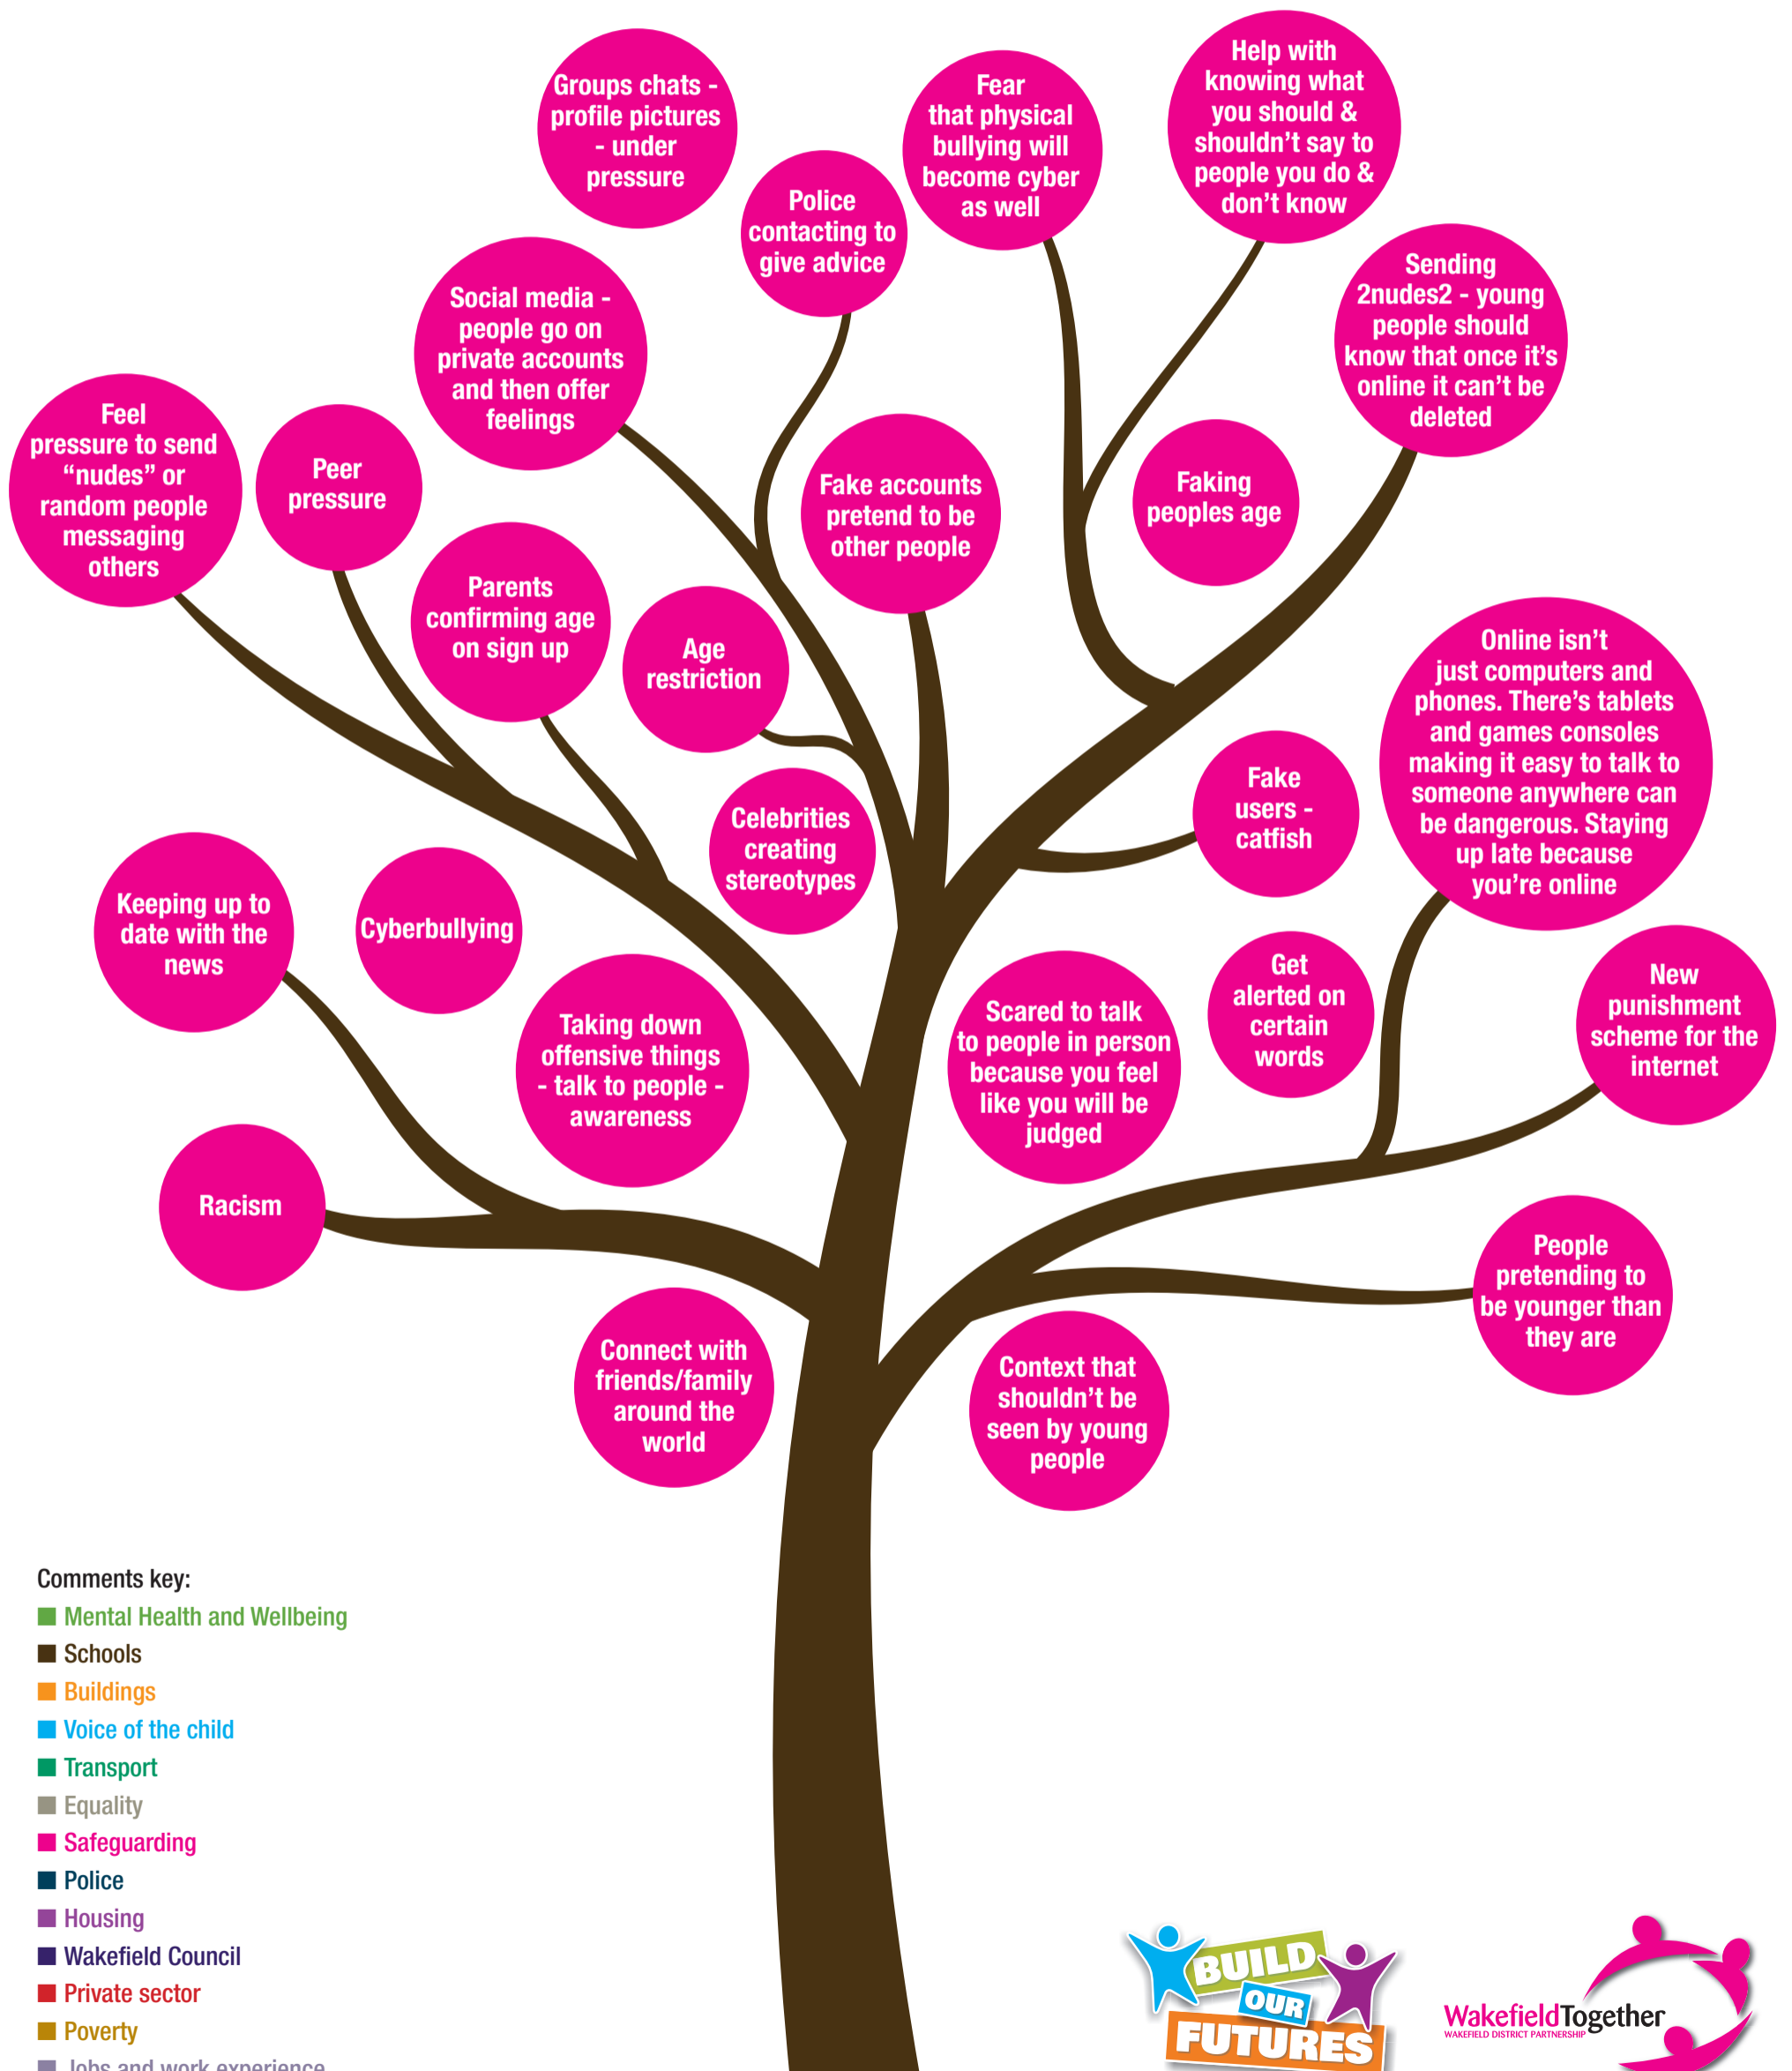 Groups chats -
profile pictures
- under
pressure
Fear
that physical
bullying will
become cyber
as well
Help with
knowing what
you should &
shouldn’t say to
people you do &
don’t know
Police
contacting to
give advice
Social media -
people go on
private accounts
and then offer
feelings
Sending
2nudes2 - young
people should
know that once it’s
online it can’t be
deleted
Feel
pressure to send
“nudes” or
random people
messaging
others
Peer
pressure
Fake accounts
pretend to be
other people
Faking
peoples age
Parents
confirming age
on sign up
Age
restriction
Online isn’t
just computers and
phones. There’s tablets
and games consoles
making it easy to talk to
someone anywhere can
be dangerous. Staying
up late because
you’re online
Fake
users -
catfish
Celebrities
creating
stereotypes
Keeping up to
date with the
news
Cyberbullying
Taking down
offensive things
- talk to people -
awareness
Scared to talk
to people in person
because you feel
like you will be
judged
Get
alerted on
certain
words
New
punishment
scheme for the
internet
Racism
People
pretending to
be younger than
they are
Connect with
friends/family
around the
world
Context that
shouldn’t be
seen by young
people
Comments key:
Mental Health and Wellbeing
Schools
Buildings
Voice of the child
Transport
Equality
Safeguarding
Police
Housing
Wakefield Council
Private sector
Poverty
Jobs and work experience
BUILD
OUR
FUTURES
WakefieldTogether
WAKEFIELD DISTRICT PARTNERSHIP